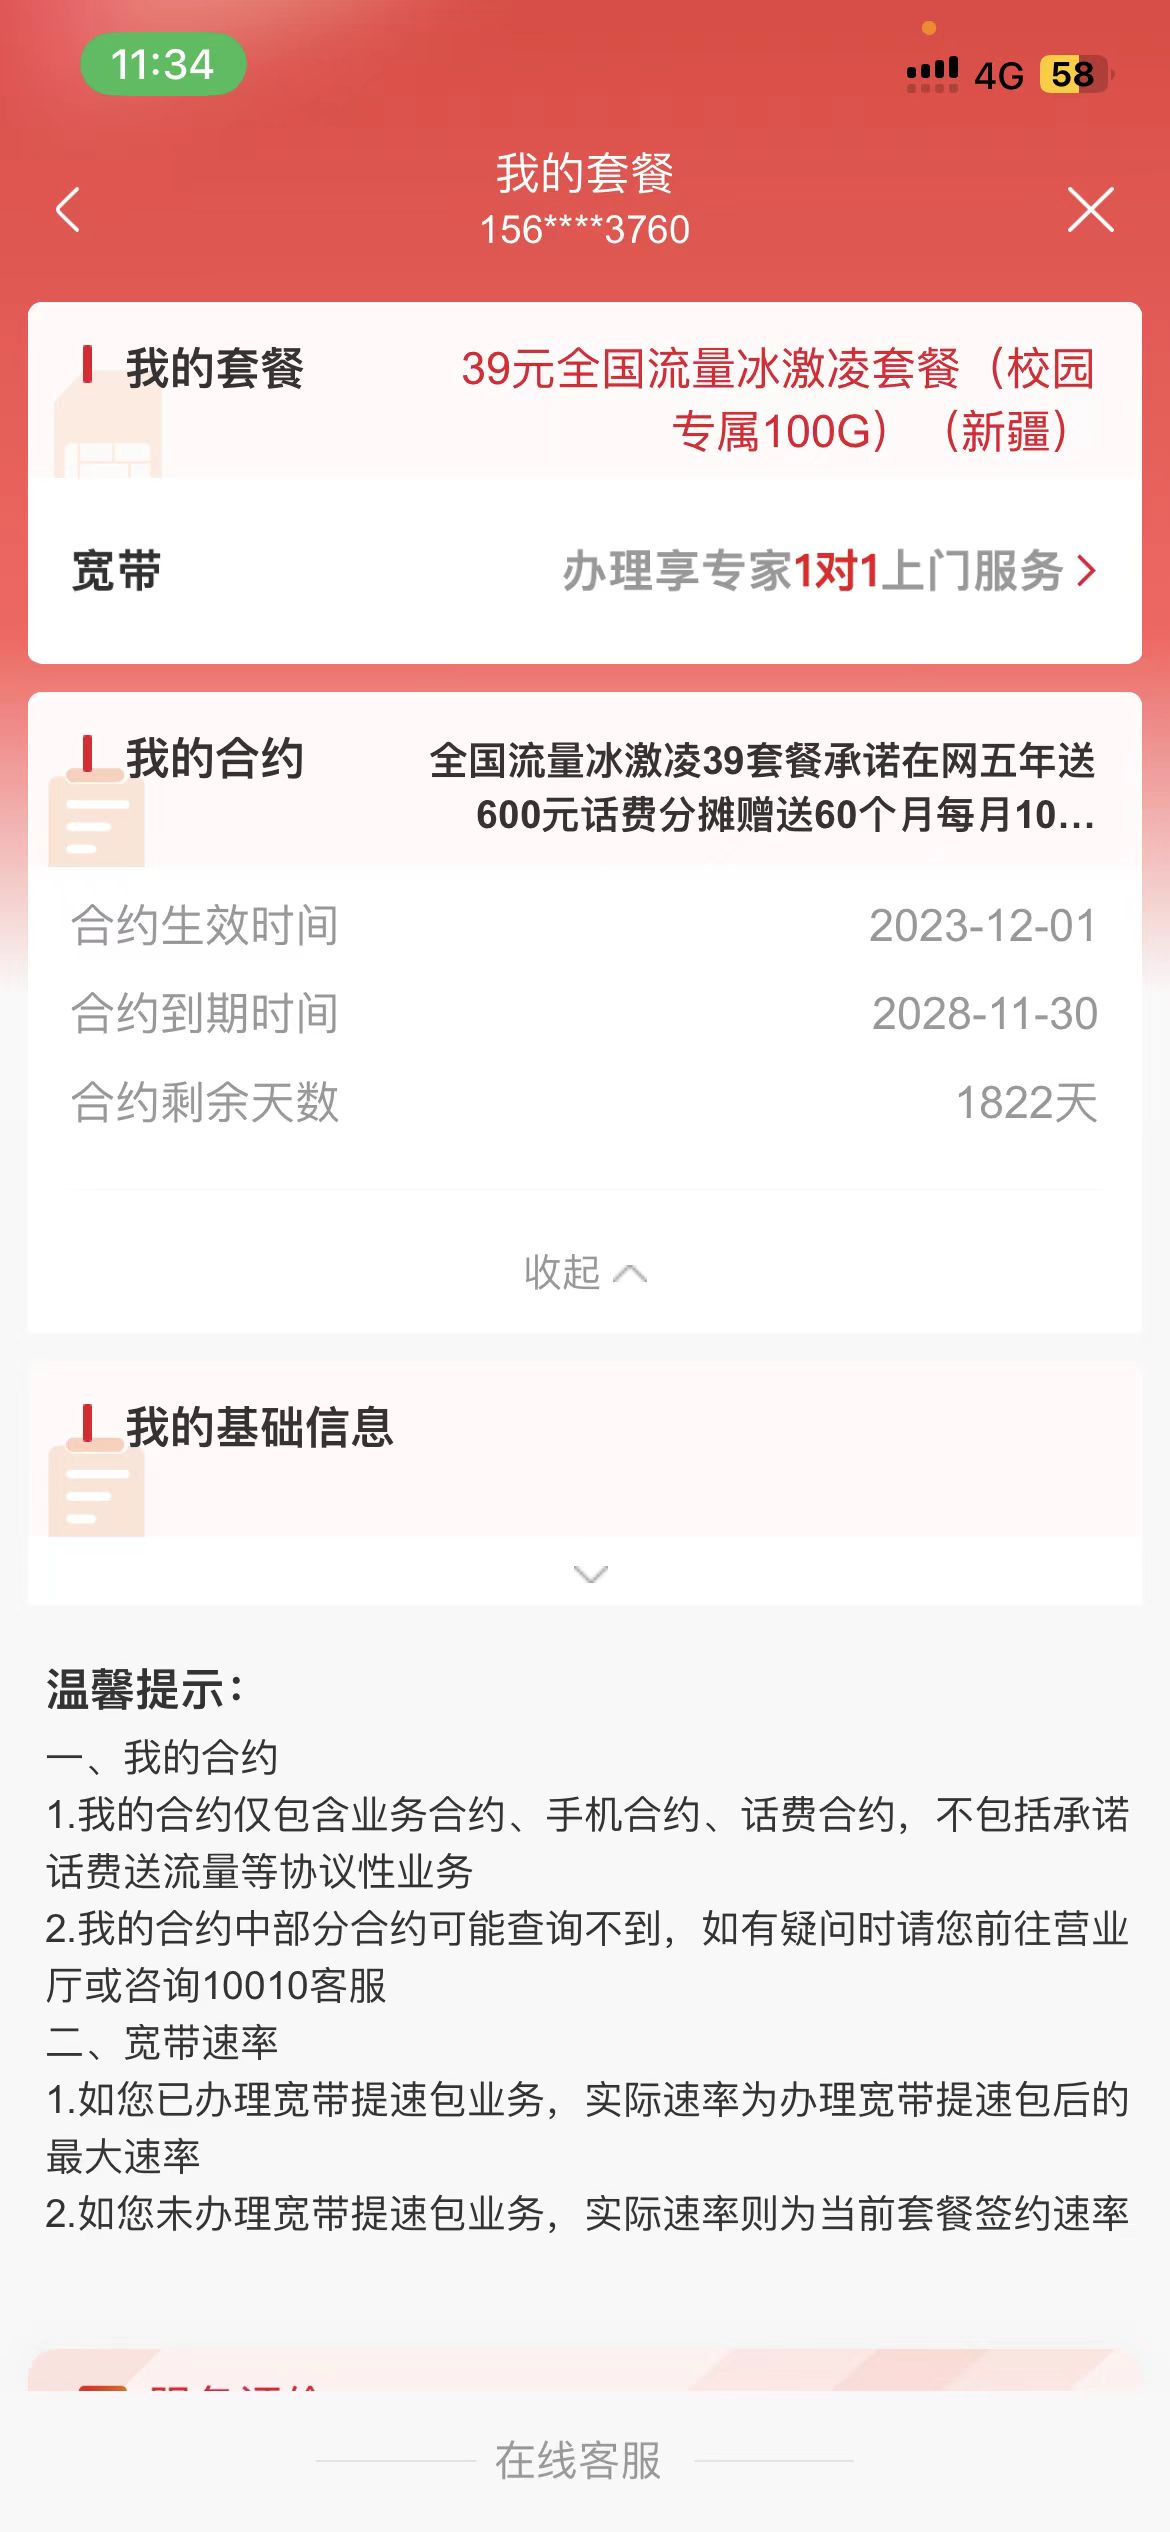 11:34
4G 58
我的套餐
156****3760
我的套餐
39元全国流量冰激凌套餐（校园
专属100G）（新疆）
宽带
办理享专家1对1上门服务
我的合约
全国流量冰激凌39套餐承诺在网五年送
600元话费分摊赠送60个月每月10...
合约生效时间
2023-12-01
合约到期时间
2028-11-30
合约剩余天数
1822天
收起
我的基础信息
温馨提示：
一、我的合约
1.我的合约仅包含业务合约、手机合约、话费合约，不包括承诺
话费送流量等协议性业务
2.我的合约中部分合约可能查询不到，如有疑问时请您前往营业
厅或咨询10010客服
二、宽带速率
1.如您已办理宽带提速包业务，实际速率为办理宽带提速包后的
最大速率
2.如您未办理宽带提速包业务，实际速率则为当前套餐签约速率
在线客服